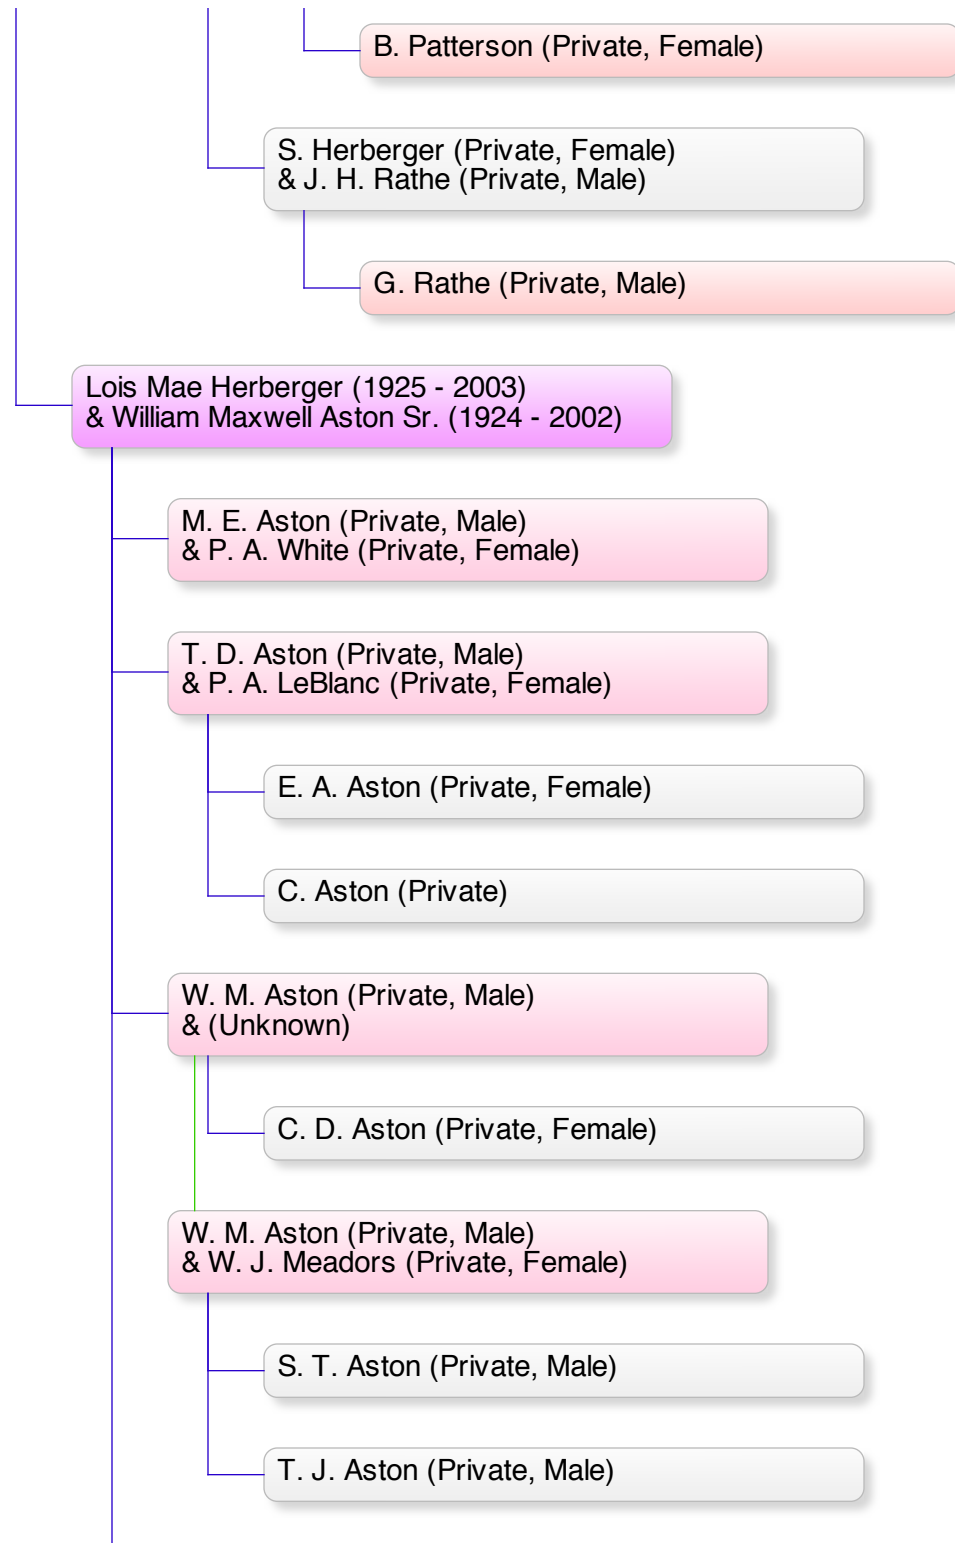 B. Patterson (Private, Female)
S. Herberger (Private, Female)
& J. H. Rathe (Private, Male)
G. Rathe (Private, Male)
Lois Mae Herberger (1925 - 2003)
& William Maxwell Aston Sr. (1924 - 2002)
M. E. Aston (Private, Male)
& P. A. White (Private, Female)
T. D. Aston (Private, Male)
& P. A. LeBlanc (Private, Female)
E. A. Aston (Private, Female)
C. Aston (Private)
W. M. Aston (Private, Male)
& (Unknown)
C. D. Aston (Private, Female)
W. M. Aston (Private, Male)
& W. J. Meadors (Private, Female)
S. T. Aston (Private, Male)
T. J. Aston (Private, Male)